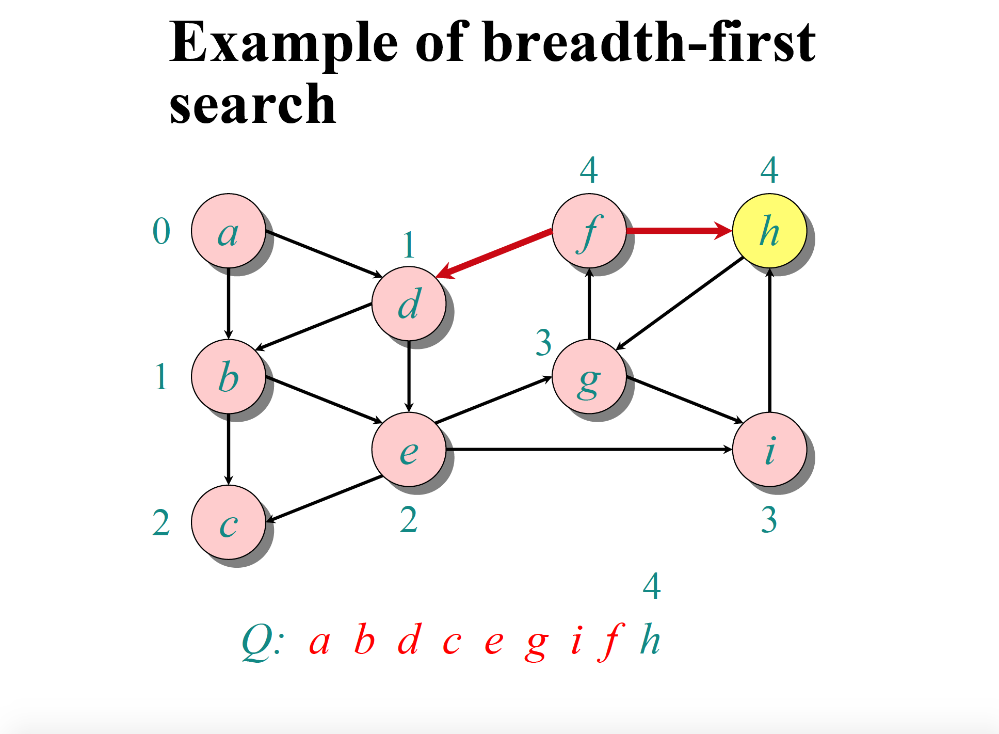 Example of breadth-first
search
4 4
0 a f h
1
d
3
1 b g
e i
2 c 2 3
4
Q: a b d c e g i f h